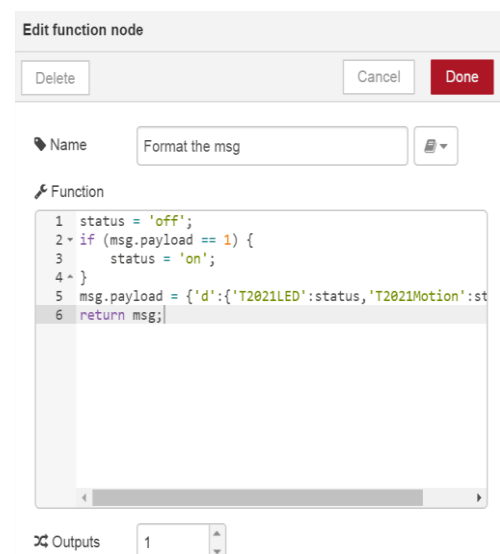 Edit function node
Delete Cancel Done
Name Format the msg
Function
1 status = 'off';
2 if (msg.payload == 1) {
3 status = 'on';
4 }
5 msg.payload = {'d':{'T2021LED':status,'T2021Motion':st
6 return msg;
Outputs 1